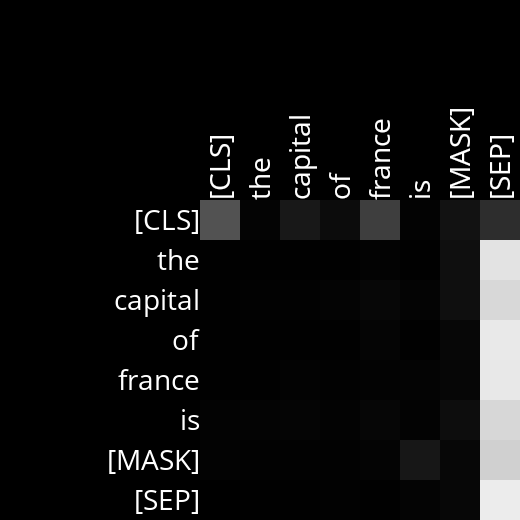 [CLS] the capital of france is [MASK] [SEP]
[CLS]
the
capital
of
france
is
[MASK]
[SEP]